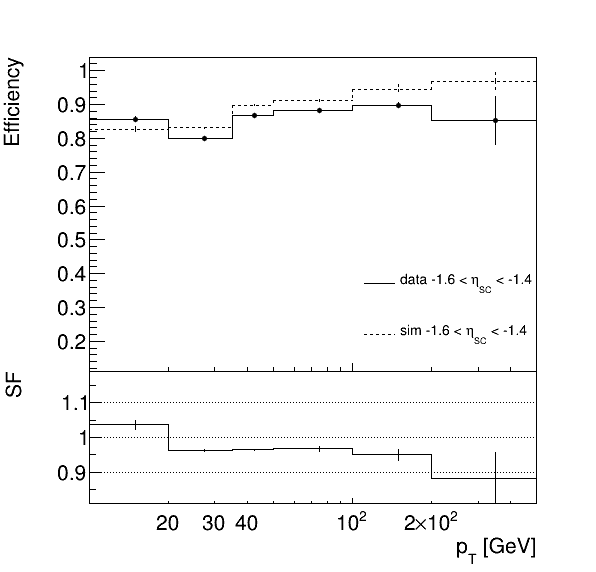 Efficiency
1
0.9
0.8
0.7
0.6
0.5
0.4
0.3
0.2
data -1.6 < η_SC < -1.4
sim -1.6 < η_SC < -1.4
SF
1.1
1
0.9
20 30 40 10² 2×10²
p_T [GeV]